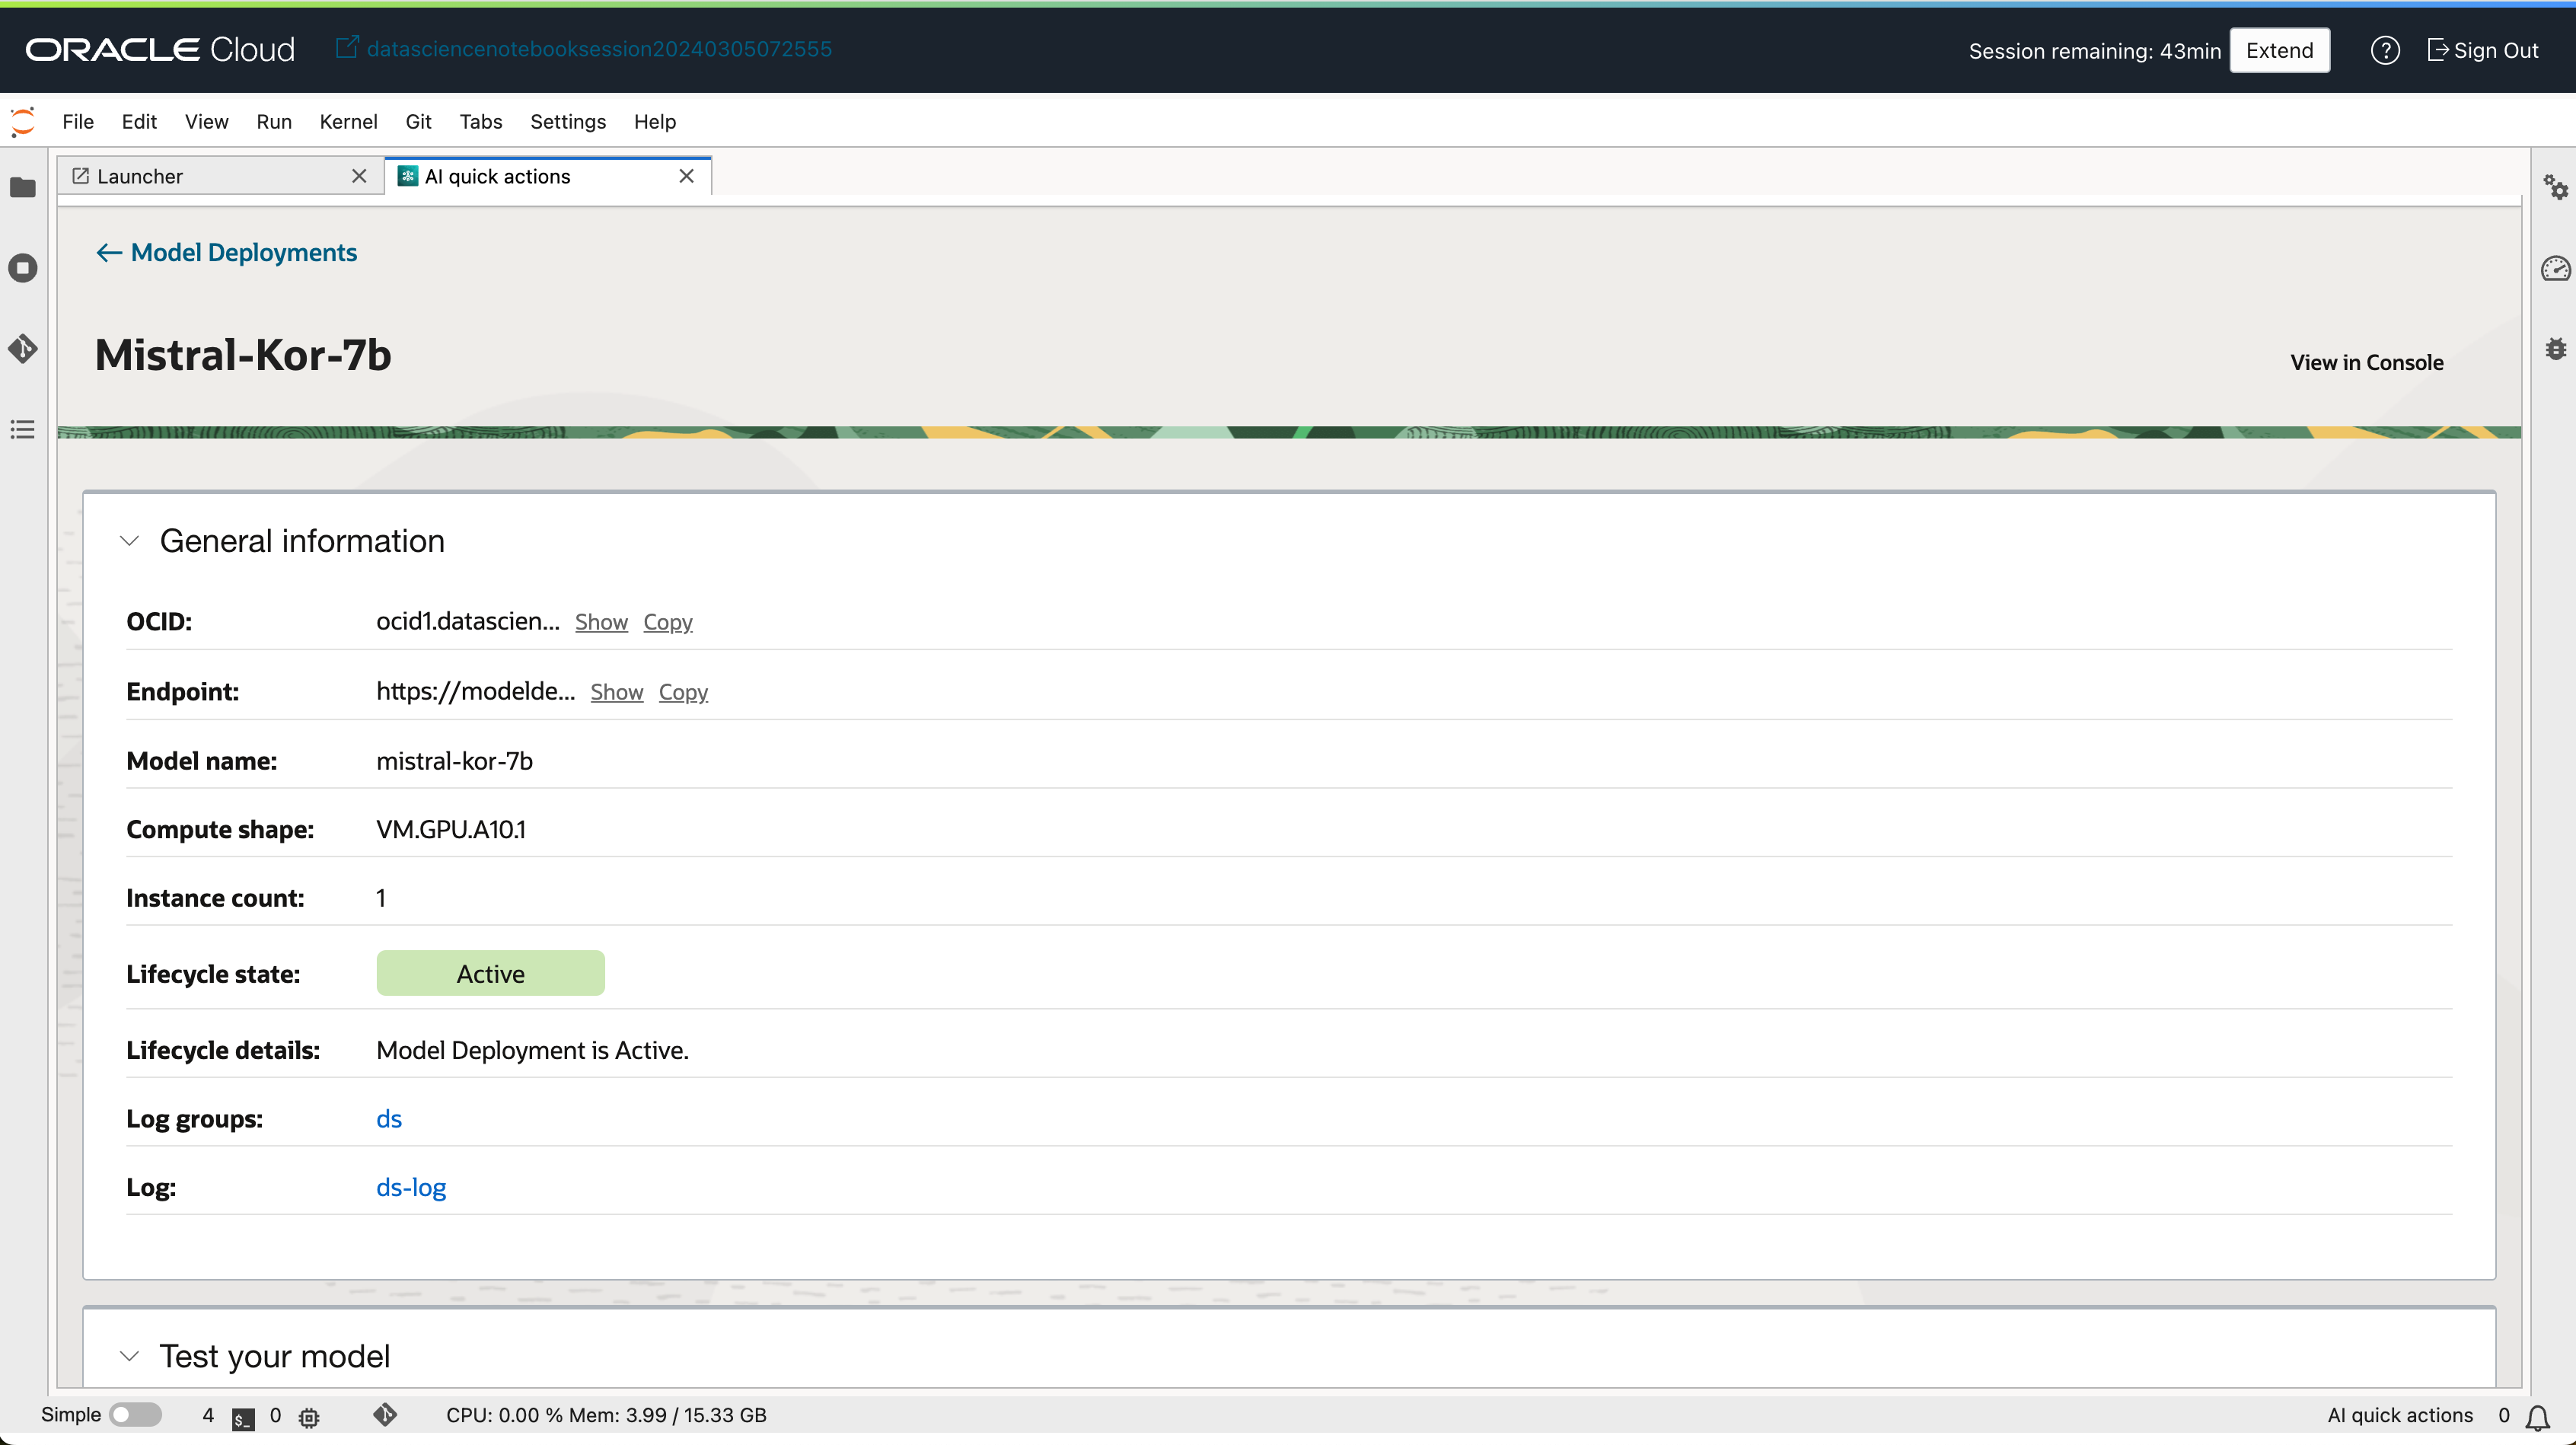 ORACLE Cloud datasciencenotebooksession20240305072555 Session remaining: 43min Extend ? Sign Out
File Edit View Run Kernel Git Tabs Settings Help
Launcher AI quick actions
Model Deployments
Mistral-Kor-7b
View in Console
General information
OCID: ocid1.datascien... Show Copy
Endpoint: https://modelde... Show Copy
Model name: mistral-kor-7b
Compute shape: VM.GPU.A10.1
Instance count: 1
Lifecycle state: Active
Lifecycle details: Model Deployment is Active.
Log groups: ds
Log: ds-log
Test your model
Simple 4 $_ 0 CPU: 0.00 % Mem: 3.99 / 15.33 GB AI quick actions 0